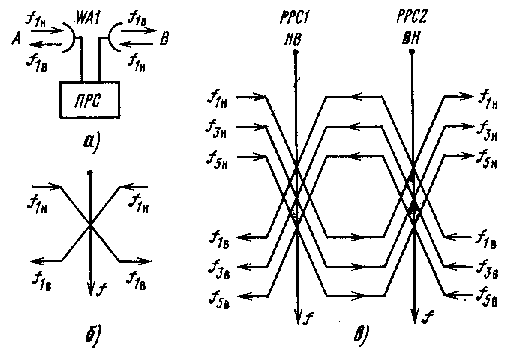 f₁н WA1 f₁в
A B
f₁в f₁н
ПРС
а)
f₁н f₁н
f₁в f₁в
f
б)
РРС1 РРС2
НВ ВН
f₁н f₁н
f₃н f₃н
f₅н f₅н
f₁в f₁в
f₃в f₃в
f₅в f₅в
f f
в)